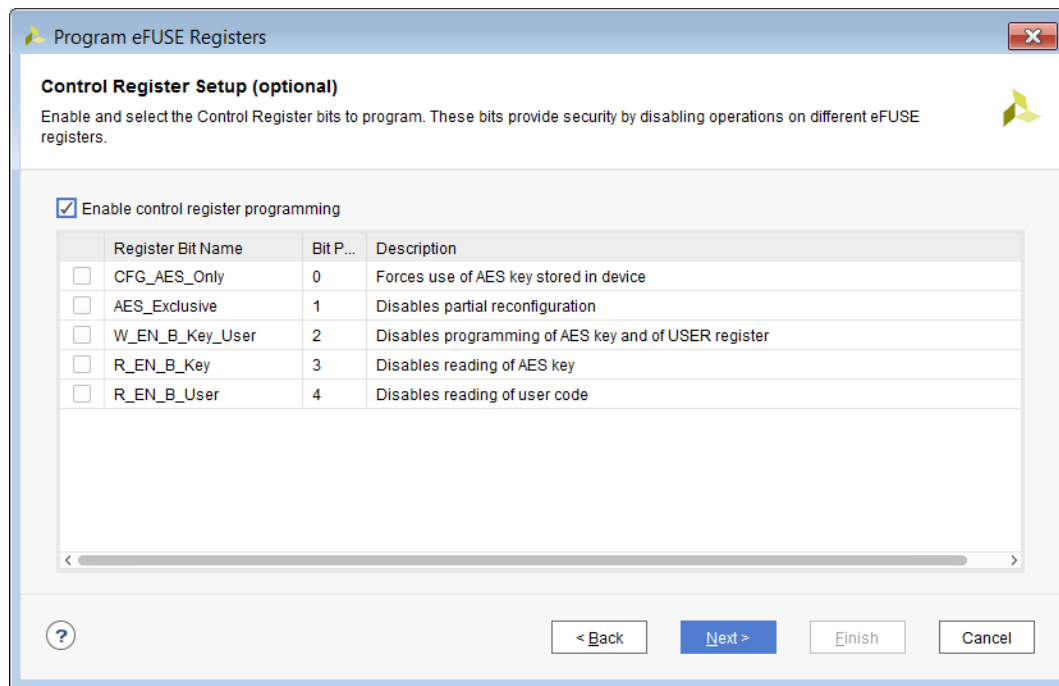 Program eFUSE Registers
Control Register Setup (optional)
Enable and select the Control Register bits to program. These bits provide security by disabling operations on different eFUSE
registers.
Enable control register programming
Register Bit Name Bit P... Description
CFG_AES_Only 0 Forces use of AES key stored in device
AES_Exclusive 1 Disables partial reconfiguration
W_EN_B_Key_User 2 Disables programming of AES key and of USER register
R_EN_B_Key 3 Disables reading of AES key
R_EN_B_User 4 Disables reading of user code
? < Back Next > Finish Cancel